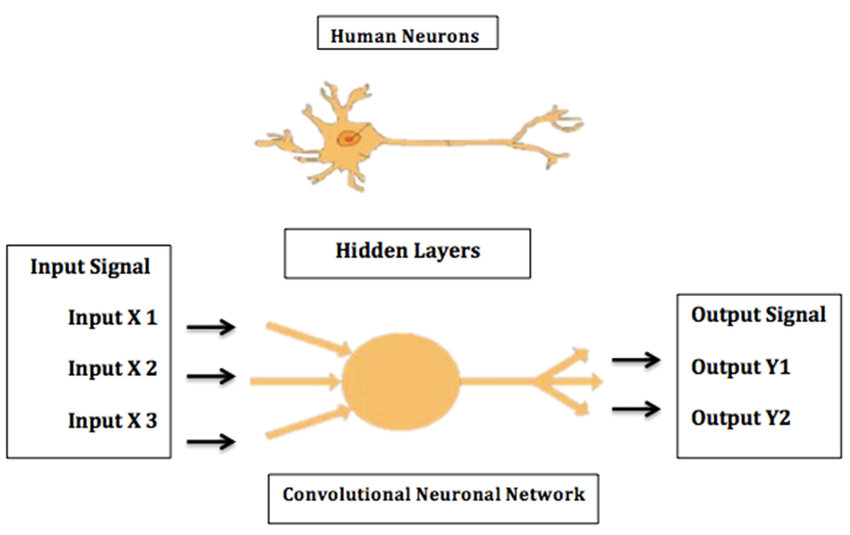 Human Neurons
Hidden Layers
Input Signal
Input X 1
Input X 2
Input X 3
Output Signal
Output Y1
Output Y2
Convolutional Neuronal Network